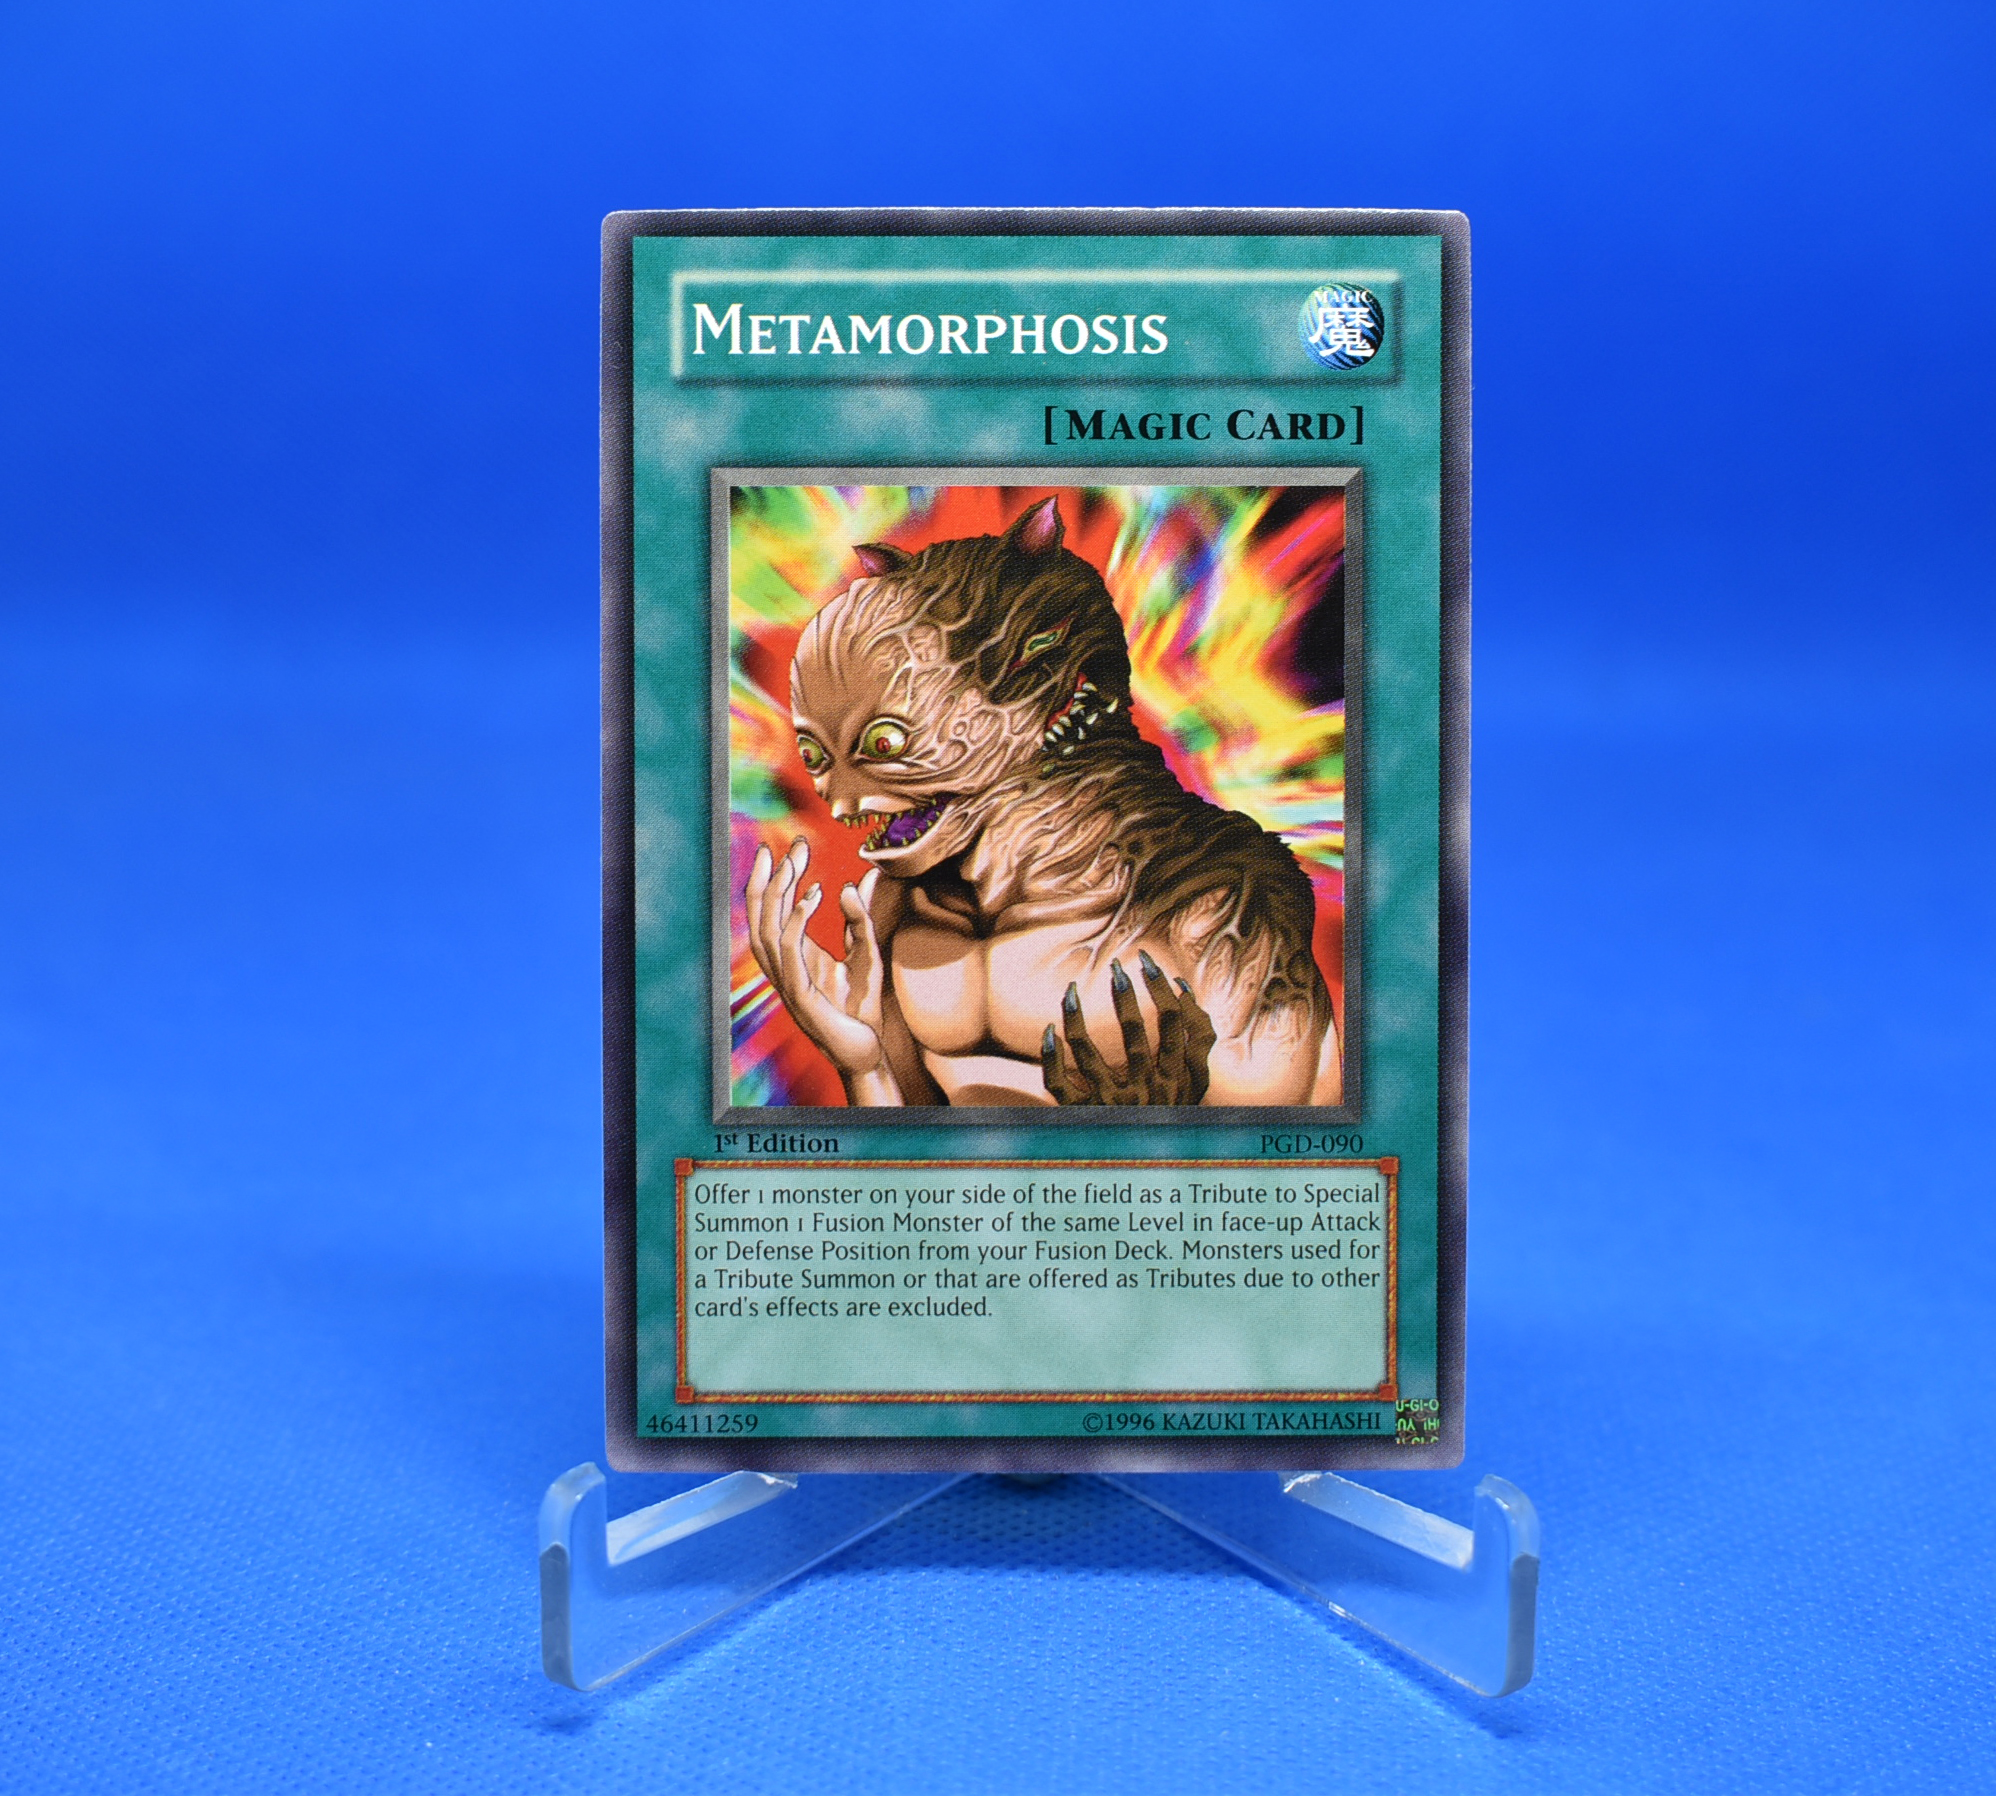 METAMORPHOSIS
MAGIC
魔
[MAGIC CARD]
1st Edition
PGD-090
Offer 1 monster on your side of the field as a Tribute to Special
Summon 1 Fusion Monster of the same Level in face-up Attack
or Defense Position from your Fusion Deck. Monsters used for
a Tribute Summon or that are offered as Tributes due to other
card's effects are excluded.
46411259
©1996 KAZUKI TAKAHASHI
U-GI-O